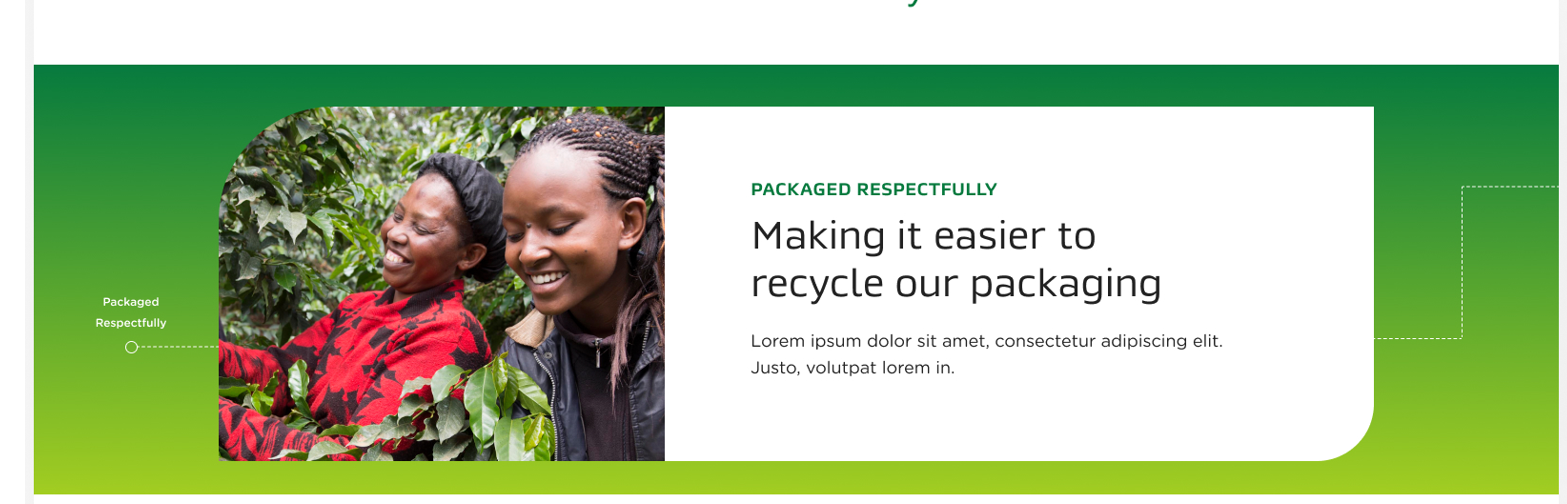 Packaged
Respectfully
PACKAGED RESPECTFULLY
Making it easier to
recycle our packaging
Lorem ipsum dolor sit amet, consectetur adipiscing elit.
Justo, volutpat lorem in.